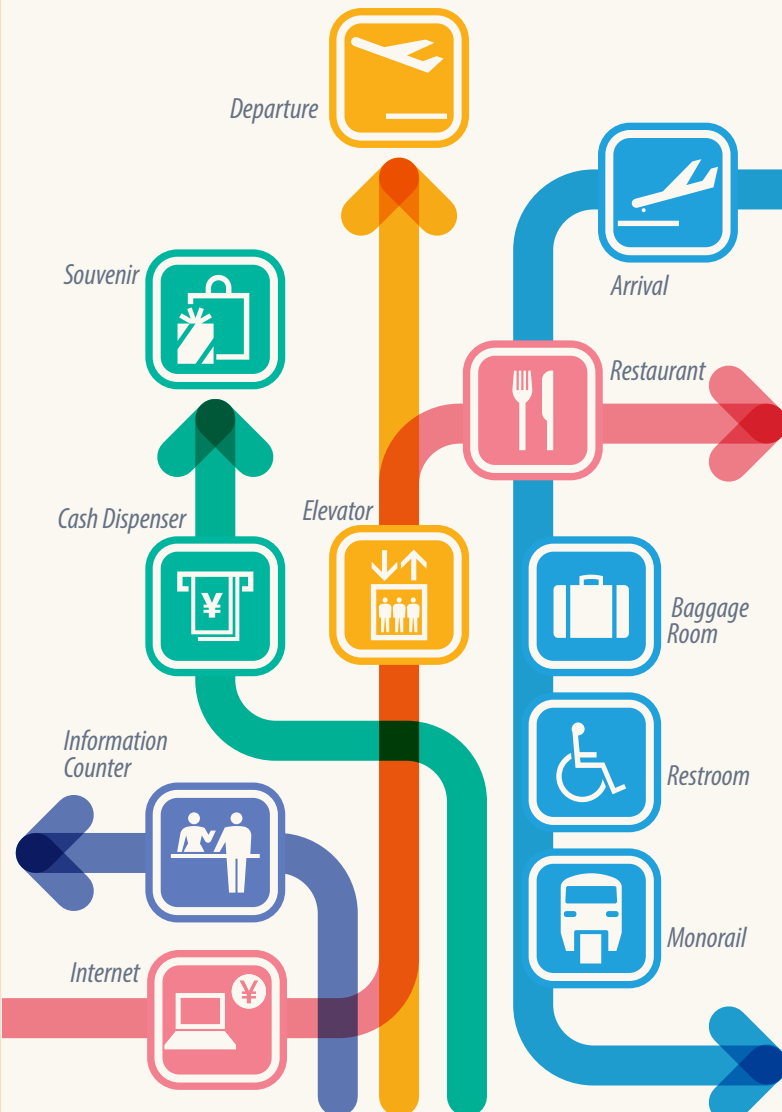 Departure
Souvenir
Arrival
Restaurant
Cash Dispenser
Elevator
¥
Baggage
Room
Information
Counter
Restroom
Monorail
Internet
¥